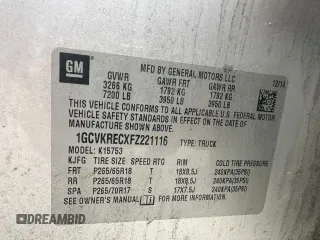 GM
MFD BY GENERAL MOTORS LLC
12/14
GVWR GAWR FRT GAWR RR
3266 KG 1792 KG 1792 KG
7200 LB 3950 LB 3950 LB
THIS VEHICLE CONFORMS TO ALL APPLICABLE U.S. FEDERAL MOTOR
VEHICLE SAFETY STANDARDS IN EFFECT ON THE DATE OF
MANUFACTURE SHOWN ABOVE.
1GCVKRECXFZ221116 TYPE: TRUCK
MODEL: K15753
KJFG TIRE SIZE SPEED RIM COLD TIRE PRESSURE
FRT P265/65R18 T 18X8.5J 240KPA(35PSI)
RR P265/65R18 T 18X8.5J 240KPA(35PSI)
SPA P265/70R17 S 17X7.5J 240KPA(35PSI)
SEE OWNER'S MANUAL FOR ADDITIONAL INFORMATION.
DREAMBID